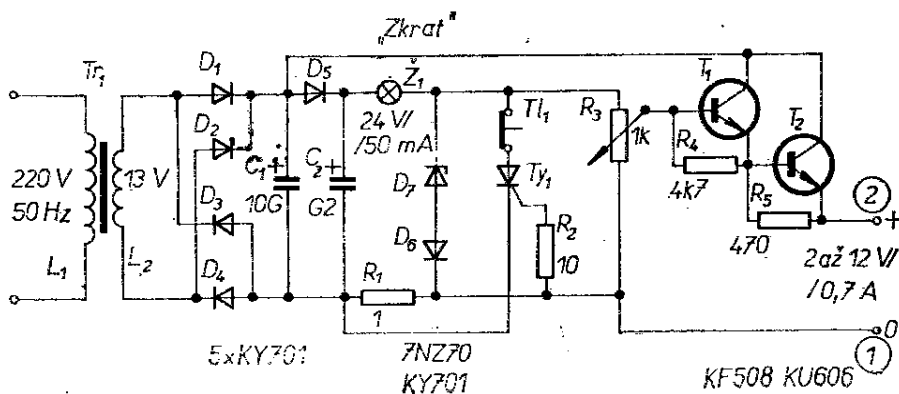 „Zkrat"
Tr₁
D₁
D₅
Ž₁
24 V/
/50 mA
D₂
C₁ +
10G
C₂ +
G2
220 V
50 Hz
13 V
D₃
D₄
L₁
L₂
D₇
D₆
R₁
1
Tl₁
Ty₁
R₂
10
R₃
1k
T₁
R₄
4k7
T₂
R₅
470
2
+
2 až 12 V/
/0,7 A
0
1
5xKY701
7NZ70
KY701
KF508 KU606